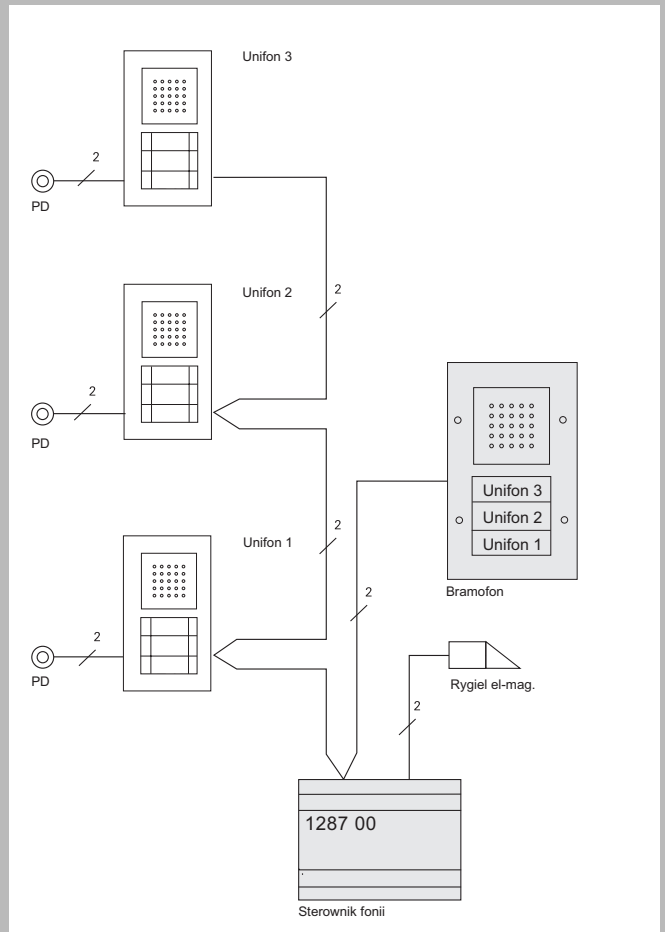 Unifon 3
2
PD
Unifon 2
2
2
PD
Unifon 3
Unifon 2
Unifon 1
Bramofon
Unifon 1
2
2
2
PD
Rygiel el-mag.
2
1287 00
Sterownik fonii